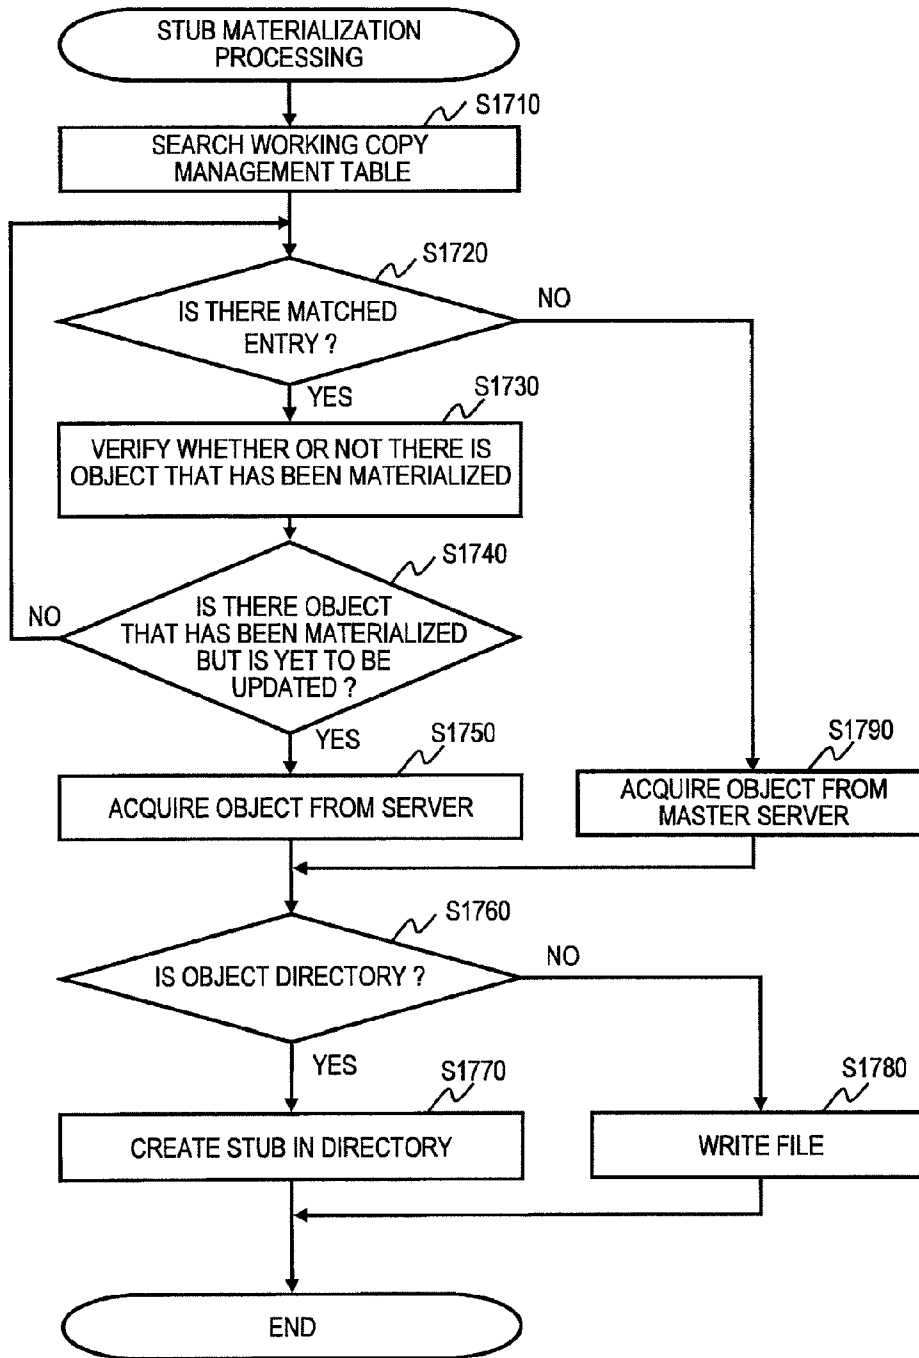 STUB MATERIALIZATION
PROCESSING
S1710
SEARCH WORKING COPY
MANAGEMENT TABLE
S1720
IS THERE MATCHED
ENTRY ?
NO
YES
S1730
VERIFY WHETHER OR NOT THERE IS
OBJECT THAT HAS BEEN MATERIALIZED
S1740
IS THERE OBJECT
THAT HAS BEEN MATERIALIZED
BUT IS YET TO BE
UPDATED ?
NO
YES
S1750
ACQUIRE OBJECT FROM SERVER
S1790
ACQUIRE OBJECT FROM
MASTER SERVER
S1760
IS OBJECT DIRECTORY ?
NO
YES
S1770
CREATE STUB IN DIRECTORY
S1780
WRITE FILE
END